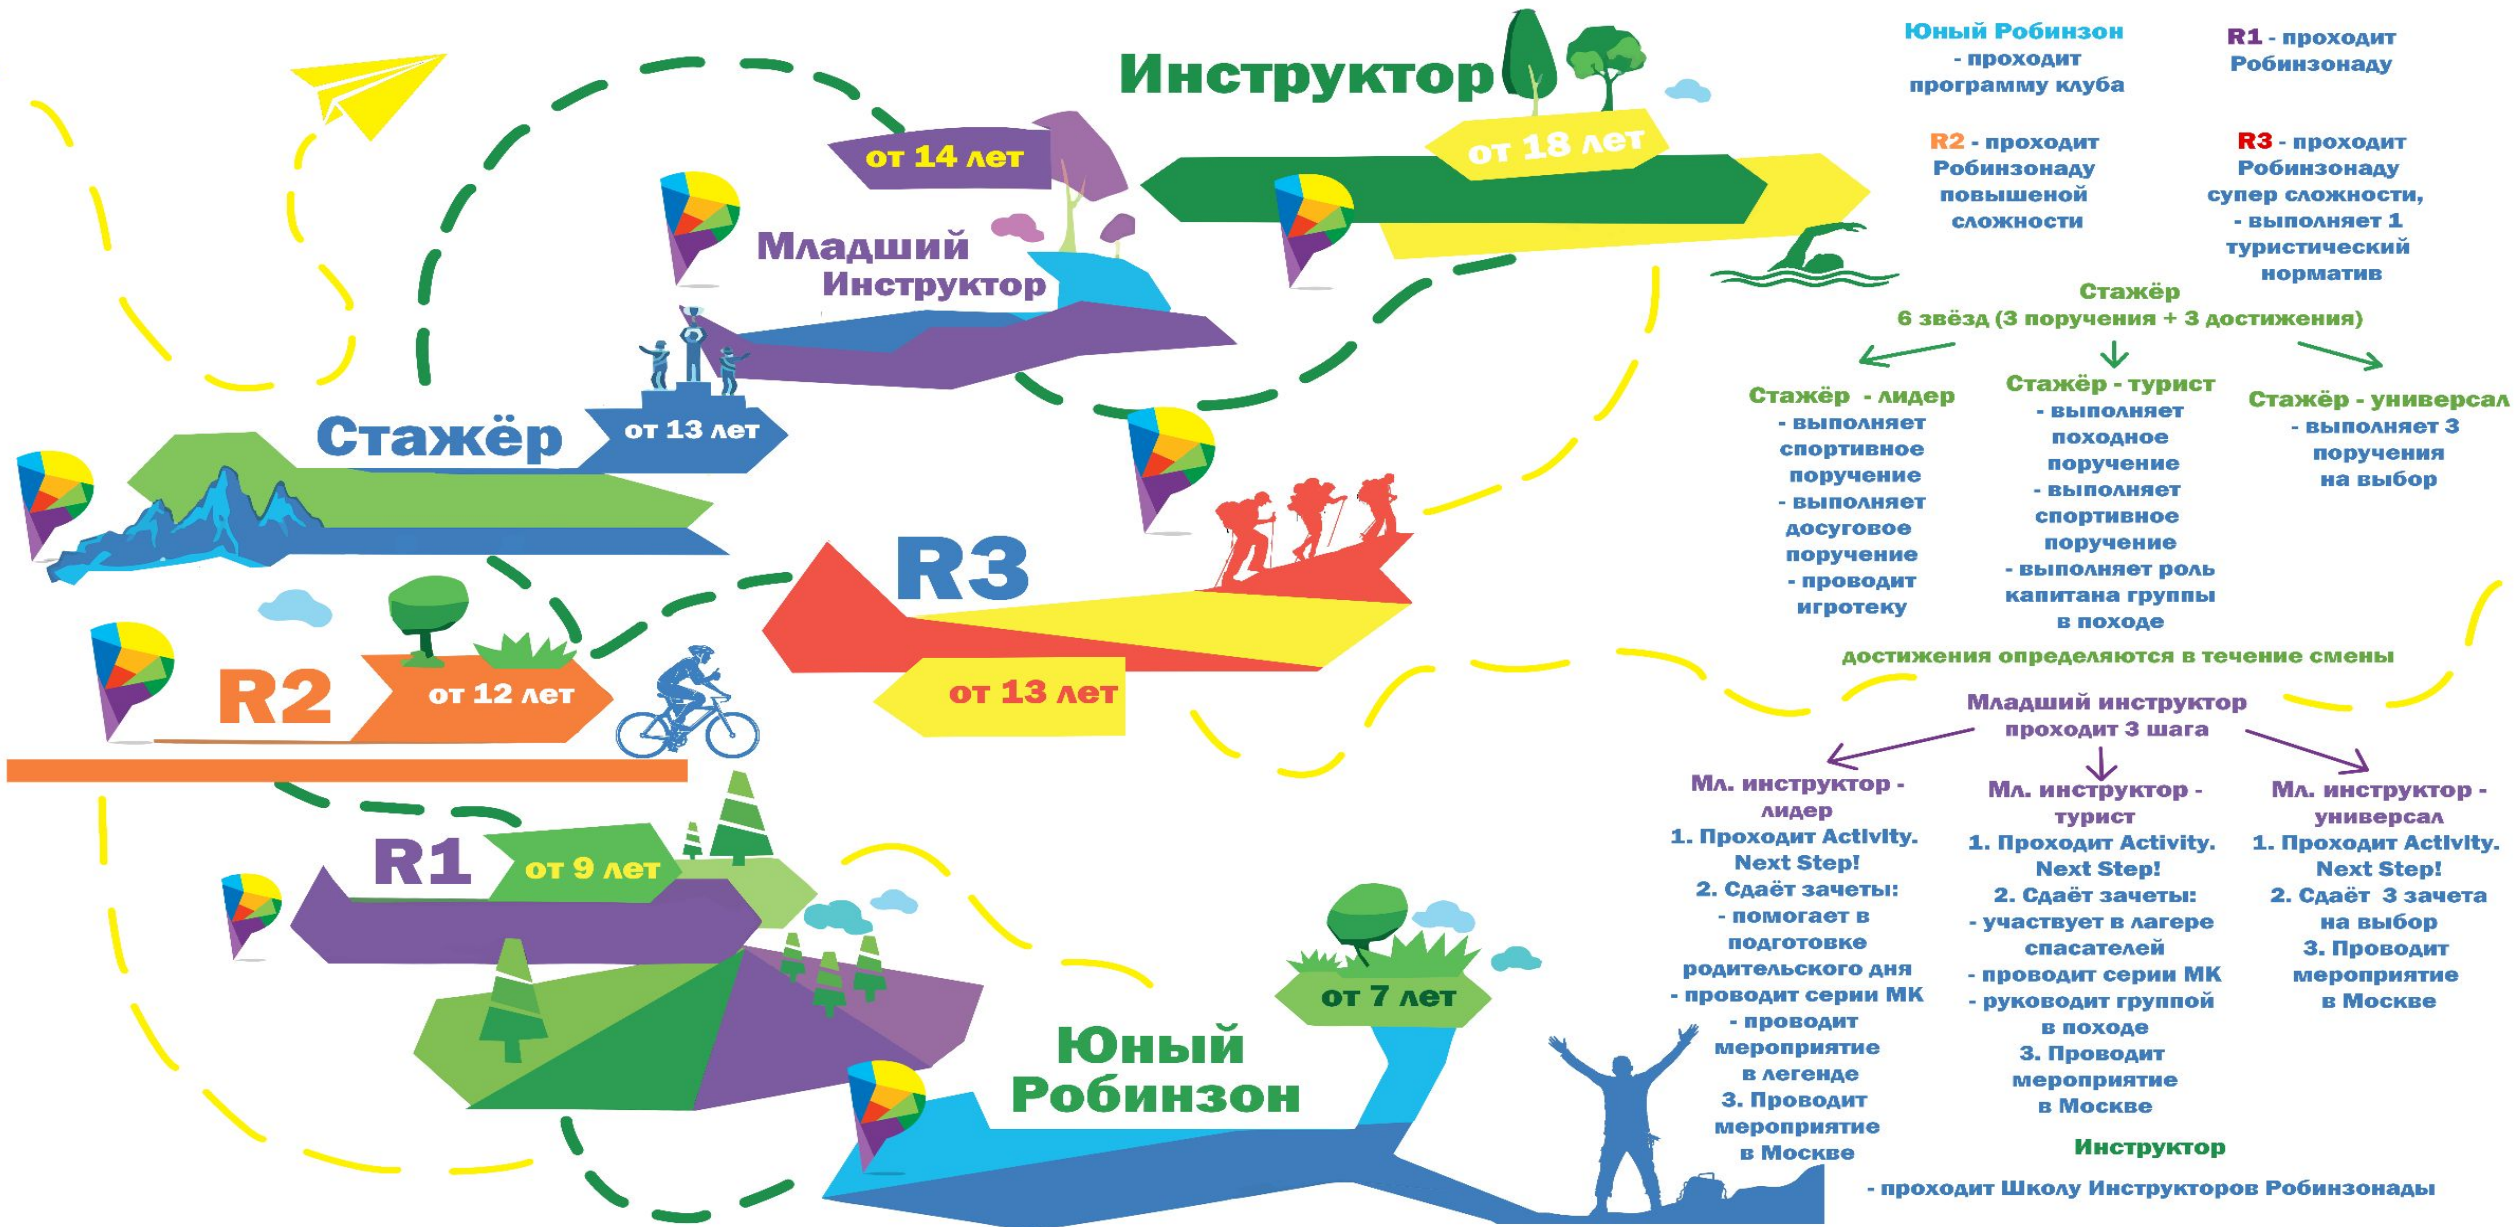 Инструктор
от 18 лет
от 14 лет
Младший
Инструктор
Стажёр
от 13 лет
R3
от 13 лет
R2
от 12 лет
R1
от 9 лет
Юный
Робинзон
от 7 лет
Юный Робинзон
- проходит
программу клуба
R1 - проходит
Робинзонаду
R2 - проходит
Робинзонаду
повышеной
сложности
R3 - проходит
Робинзонаду
супер сложности,
- выполняет 1
туристический
норматив
Стажёр
6 звёзд (3 поручения + 3 достижения)
Стажёр - лидер
- выполняет
спортивное
поручение
- выполняет
досуговое
поручение
- проводит
игротеку
Стажёр - турист
- выполняет
походное
поручение
- выполняет
спортивное
поручение
- выполняет роль
капитана группы
в походе
Стажёр - универсал
- выполняет 3
поручения
на выбор
достижения определяются в течение смены
Младший инструктор
проходит 3 шага
Мл. инструктор -
лидер
1. Проходит Activity.
Next Step!
2. Сдаёт зачеты:
- помогает в
подготовке
родительского дня
- проводит серии МК
- проводит
мероприятие
в легенде
3. Проводит
мероприятие
в Москве
Мл. инструктор -
турист
1. Проходит Activity.
Next Step!
2. Сдаёт зачеты:
- участвует в лагере
спасателей
- проводит серии МК
- руководит группой
в походе
3. Проводит
мероприятие
в Москве
Мл. инструктор -
универсал
1. Проходит Activity.
Next Step!
2. Сдаёт 3 зачета
на выбор
3. Проводит
мероприятие
в Москве
Инструктор
- проходит Школу Инструкторов Робинзонады